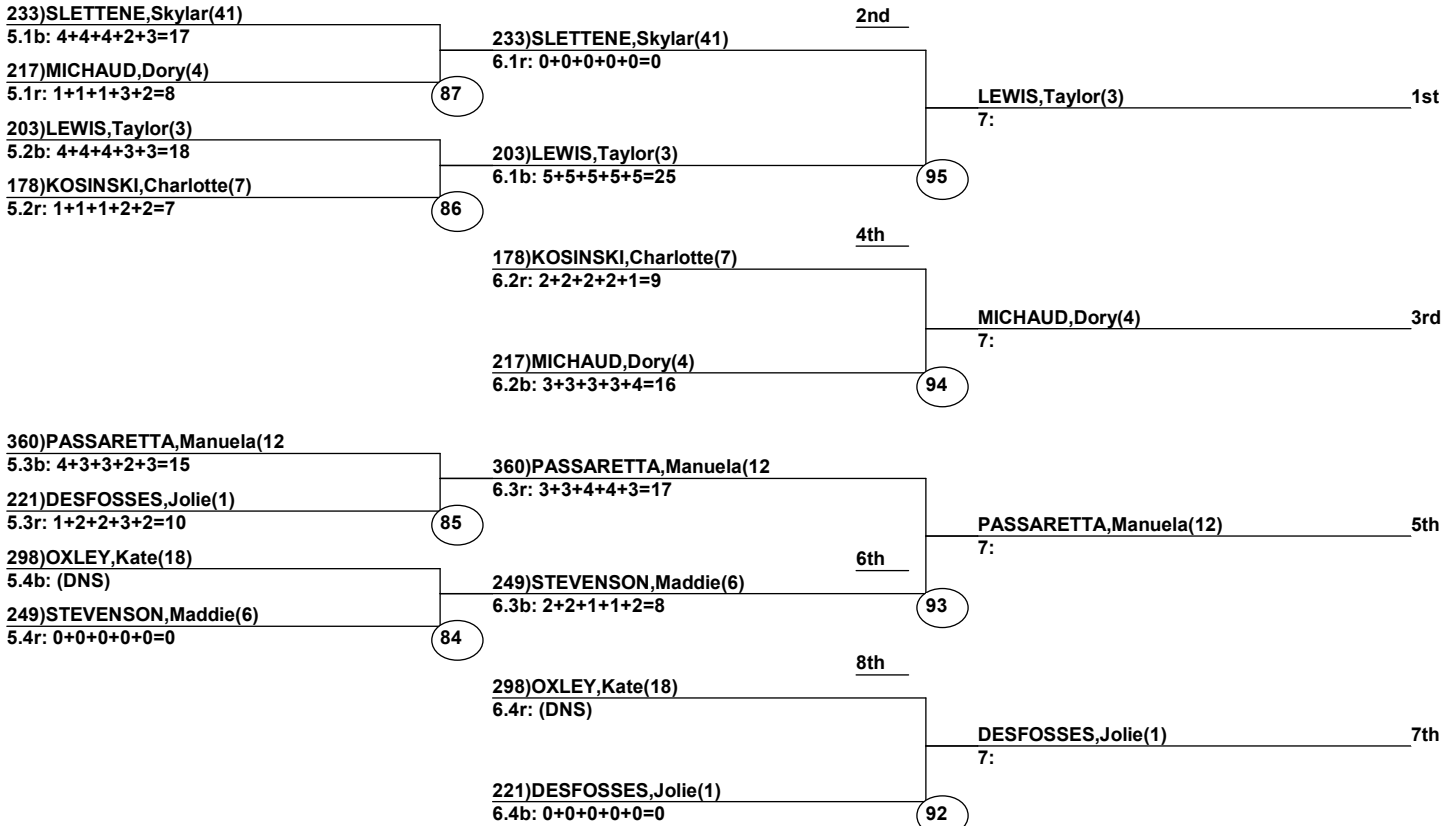 233)SLETTENE,Skylar(41)
5.1b: 4+4+4+2+3=17
217)MICHAUD,Dory(4)
5.1r: 1+1+1+3+2=8
87
203)LEWIS,Taylor(3)
5.2b: 4+4+4+3+3=18
178)KOSINSKI,Charlotte(7)
5.2r: 1+1+1+2+2=7
86
360)PASSARETTA,Manuela(12
5.3b: 4+3+3+2+3=15
221)DESFOSSES,Jolie(1)
5.3r: 1+2+2+3+2=10
85
298)OXLEY,Kate(18)
5.4b: (DNS)
249)STEVENSON,Maddie(6)
5.4r: 0+0+0+0+0=0
84
2nd
233)SLETTENE,Skylar(41)
6.1r: 0+0+0+0+0=0
203)LEWIS,Taylor(3)
6.1b: 5+5+5+5+5=25
95
4th
178)KOSINSKI,Charlotte(7)
6.2r: 2+2+2+2+1=9
217)MICHAUD,Dory(4)
6.2b: 3+3+3+3+4=16
94
360)PASSARETTA,Manuela(12
6.3r: 3+3+4+4+3=17
6th
249)STEVENSON,Maddie(6)
6.3b: 2+2+1+1+2=8
93
8th
298)OXLEY,Kate(18)
6.4r: (DNS)
221)DESFOSSES,Jolie(1)
6.4b: 0+0+0+0+0=0
92
LEWIS,Taylor(3) 1st
7:
MICHAUD,Dory(4) 3rd
7:
PASSARETTA,Manuela(12) 5th
7:
DESFOSSES,Jolie(1) 7th
7: